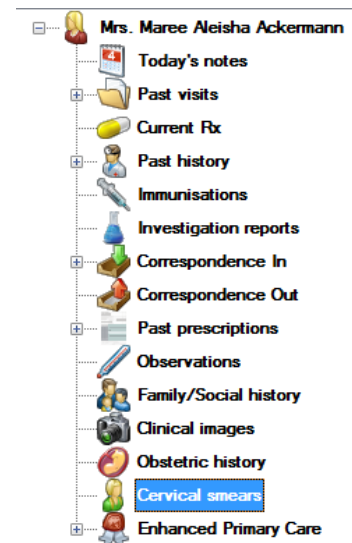 Mrs. Maree Aleisha Ackermann
Today's notes
Past visits
Current Rx
Past history
Immunisations
Investigation reports
Correspondence In
Correspondence Out
Past prescriptions
Observations
Family/Social history
Clinical images
Obstetric history
Cervical smears
Enhanced Primary Care